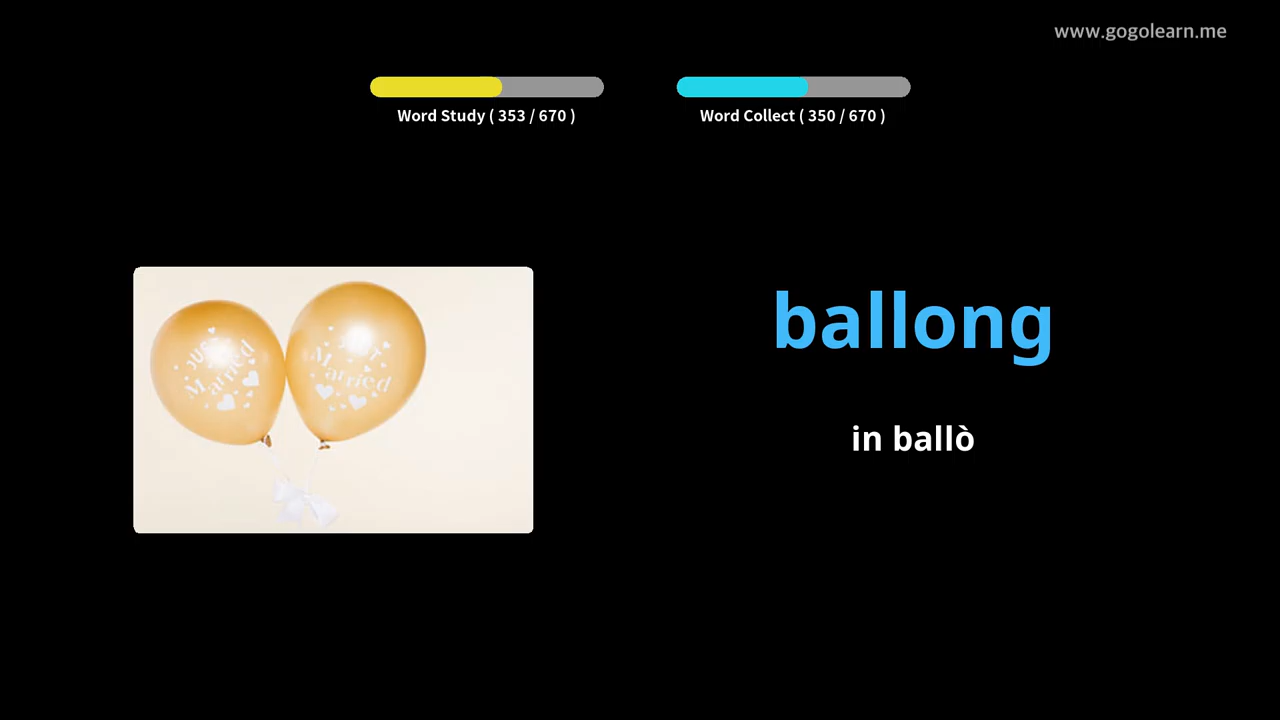 www.gogolearn.me
Word Study ( 353 / 670 )
Word Collect ( 350 / 670 )
JUST
Married
JUST
Married
ballong
in ballò